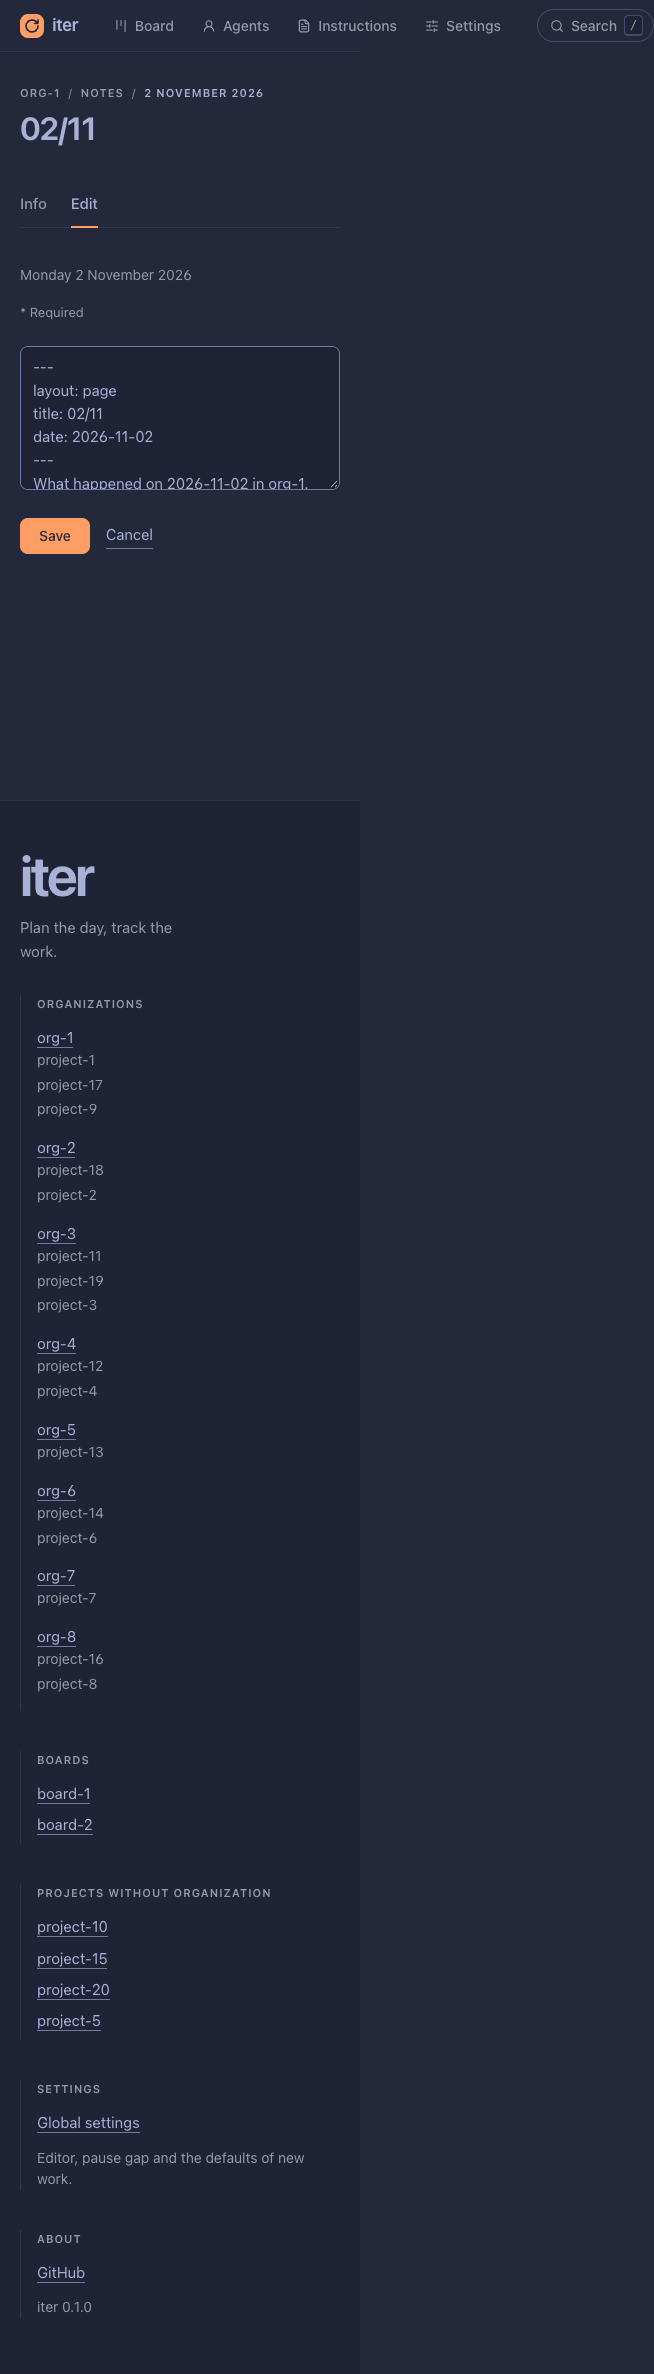 iter
Board
Agents
Instructions
Settings
Search /
ORG-1 / NOTES / 2 NOVEMBER 2026
02/11
Info
Edit
Monday 2 November 2026
* Required
---
layout: page
title: 02/11
date: 2026-11-02
---
What happened on 2026-11-02 in org-1.
Save
Cancel
iter
Plan the day, track the
work.
ORGANIZATIONS
org-1
project-1
project-17
project-9
org-2
project-18
project-2
org-3
project-11
project-19
project-3
org-4
project-12
project-4
org-5
project-13
org-6
project-14
project-6
org-7
project-7
org-8
project-16
project-8
BOARDS
board-1
board-2
PROJECTS WITHOUT ORGANIZATION
project-10
project-15
project-20
project-5
SETTINGS
Global settings
Editor, pause gap and the defaults of new
work.
ABOUT
GitHub
iter 0.1.0